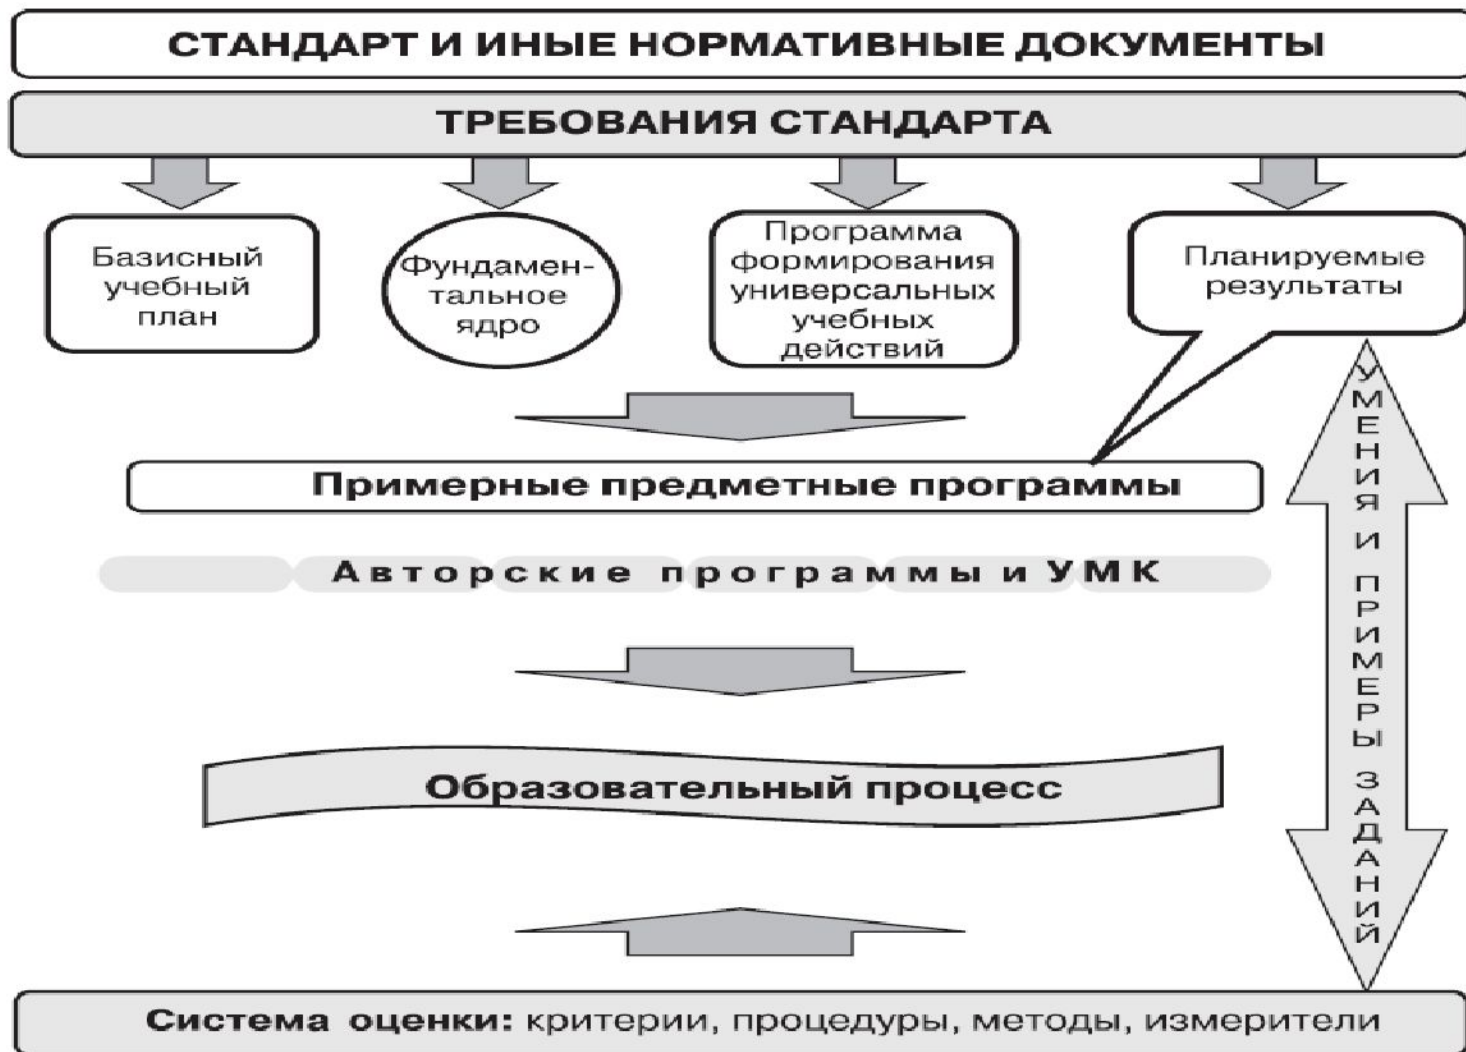 СТАНДАРТ И ИНЫЕ НОРМАТИВНЫЕ ДОКУМЕНТЫ
ТРЕБОВАНИЯ СТАНДАРТА
Базисный
учебный
план
Фундамен-
тальное
ядро
Программа
формирования
универсальных
учебных
действий
Планируемые
результаты
Примерные предметные программы
Авторские программы и УМК
Образовательный процесс
УМЕНИЯ И ПРИМЕРЫ ЗАДАНИЙ
Система оценки: критерии, процедуры, методы, измерители